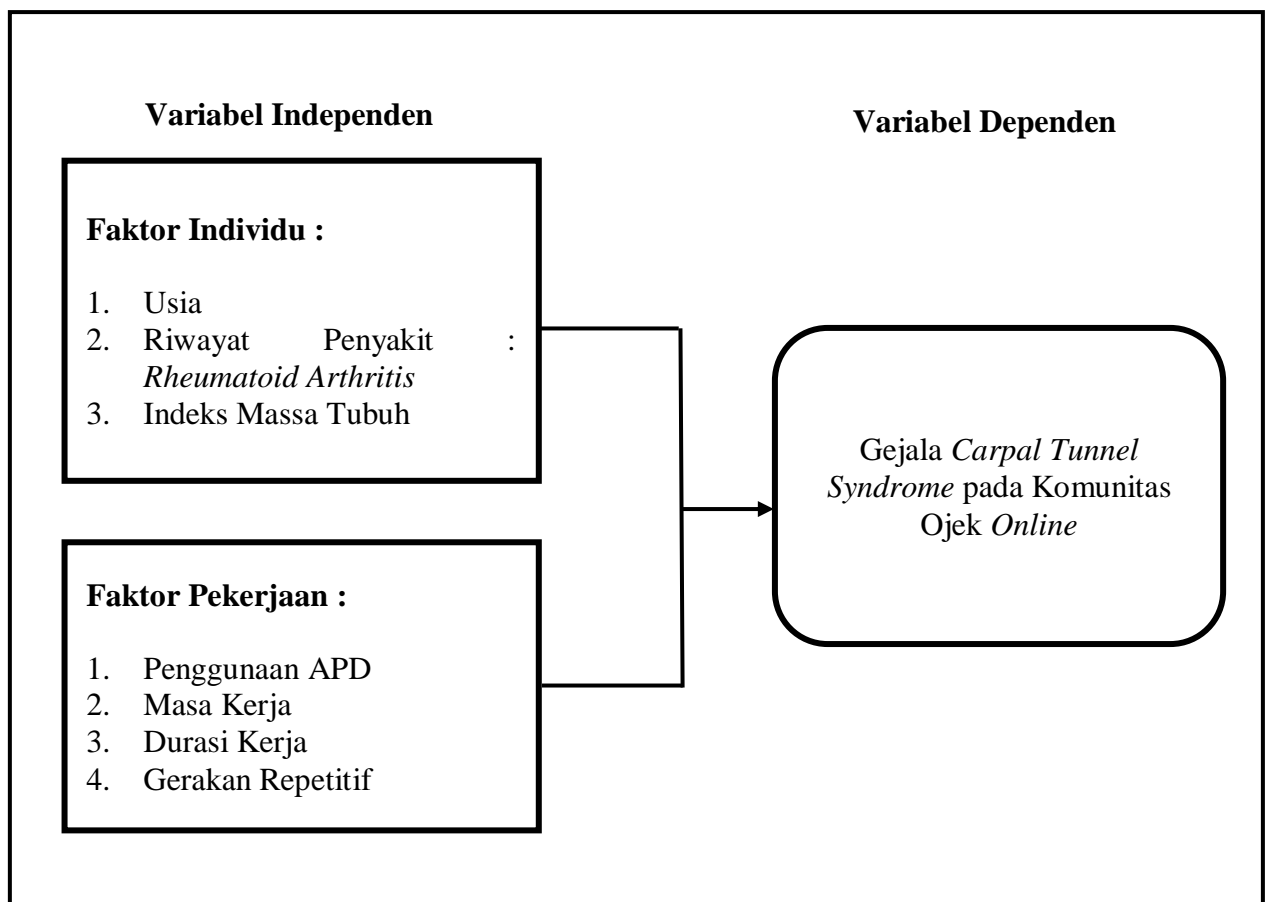 Variabel Independen
Variabel Dependen
Faktor Individu :
1. Usia
2. Riwayat Penyakit :
Rheumatoid Arthritis
3. Indeks Massa Tubuh
Faktor Pekerjaan :
1. Penggunaan APD
2. Masa Kerja
3. Durasi Kerja
4. Gerakan Repetitif
Gejala Carpal Tunnel
Syndrome pada Komunitas
Ojek Online